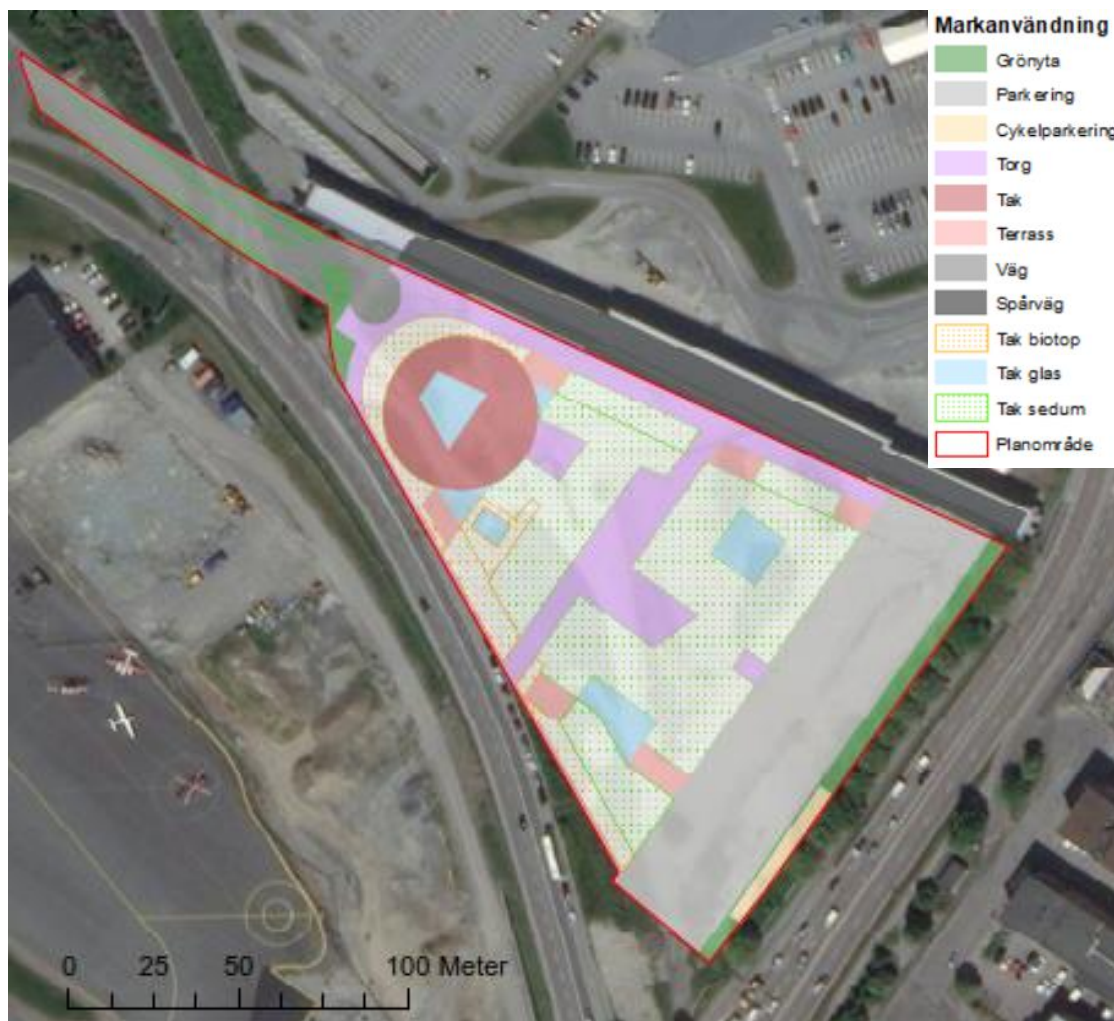 Markanvändning
Grönyta
Parkering
Cykelparkering
Torg
Tak
Terrass
Väg
Spårväg
Tak biotop
Tak glas
Tak sedum
Planområde
0 25 50 100 Meter